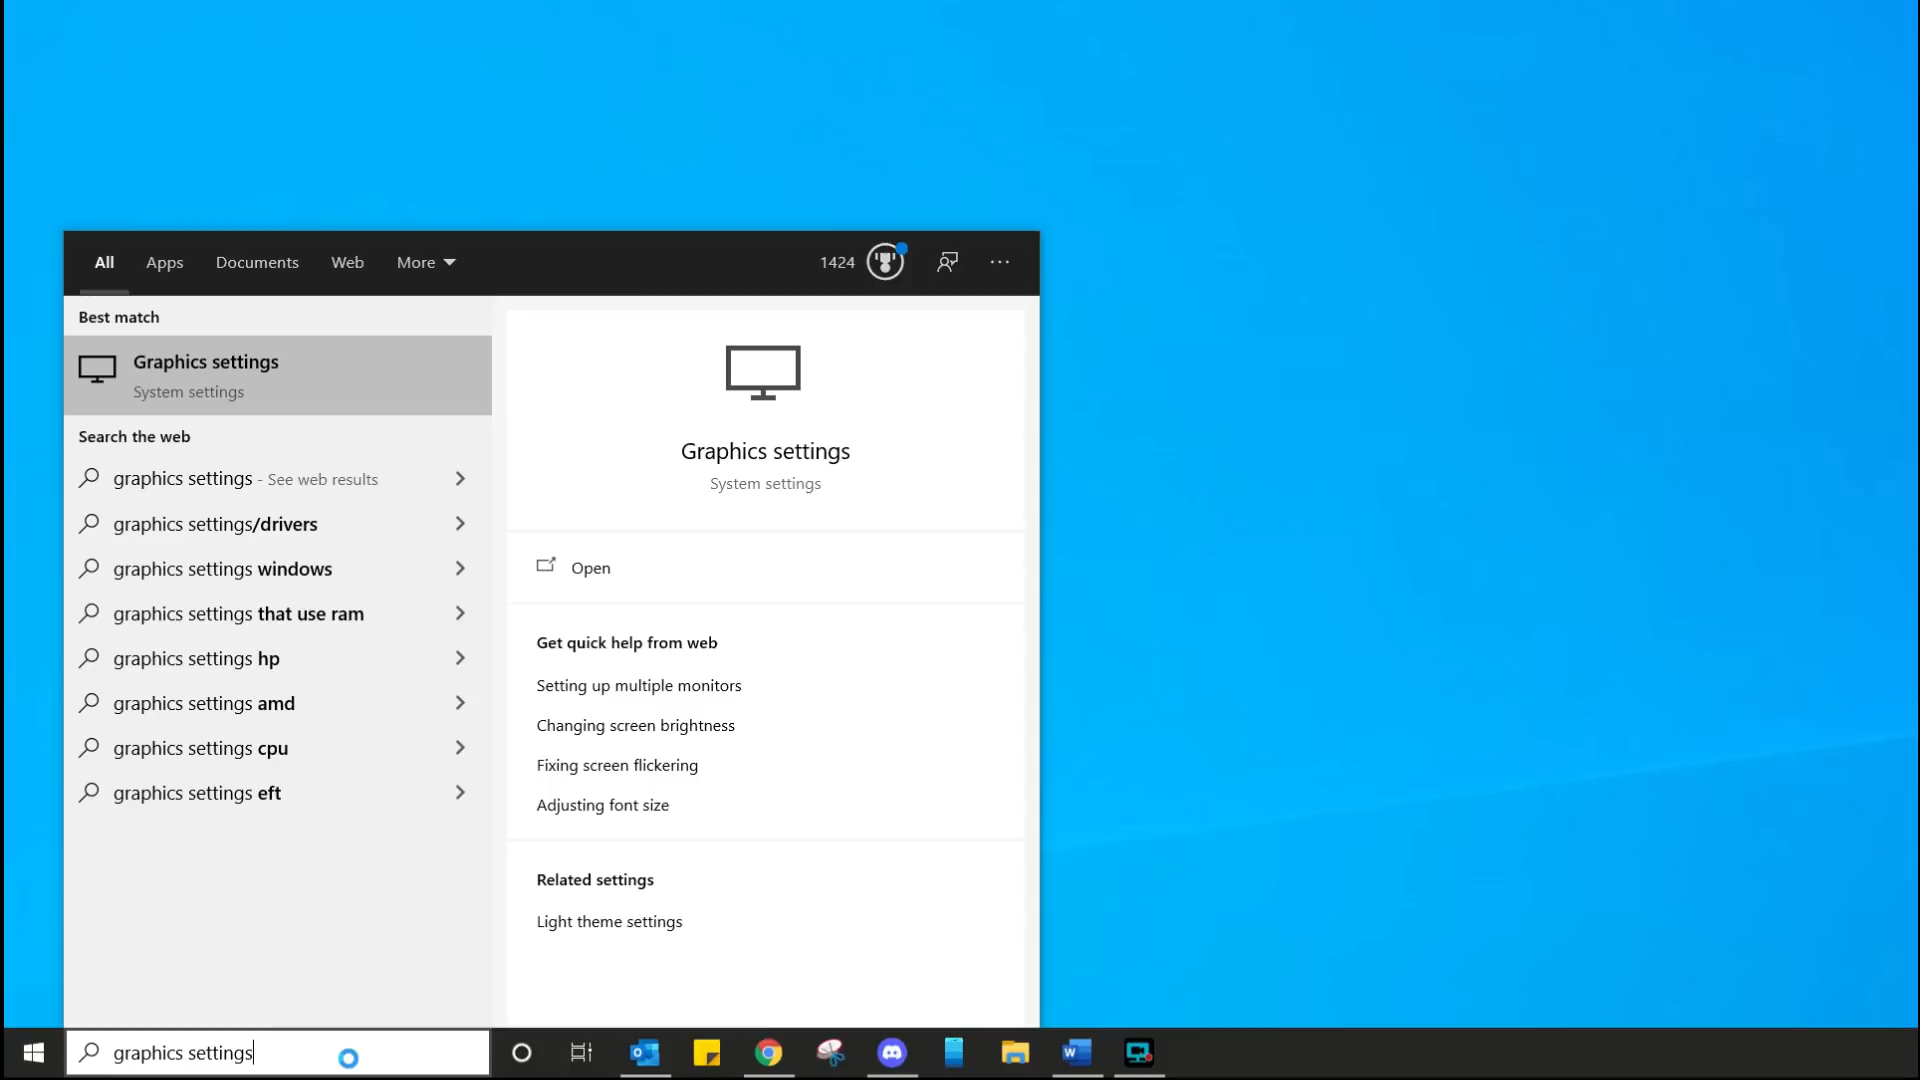 All Apps Documents Web More 1424
Best match
Graphics settings
System settings
Search the web
graphics settings - See web results
graphics settings/drivers
graphics settings windows
graphics settings that use ram
graphics settings hp
graphics settings amd
graphics settings cpu
graphics settings eft
Graphics settings
System settings
Open
Get quick help from web
Setting up multiple monitors
Changing screen brightness
Fixing screen flickering
Adjusting font size
Related settings
Light theme settings
graphics settings